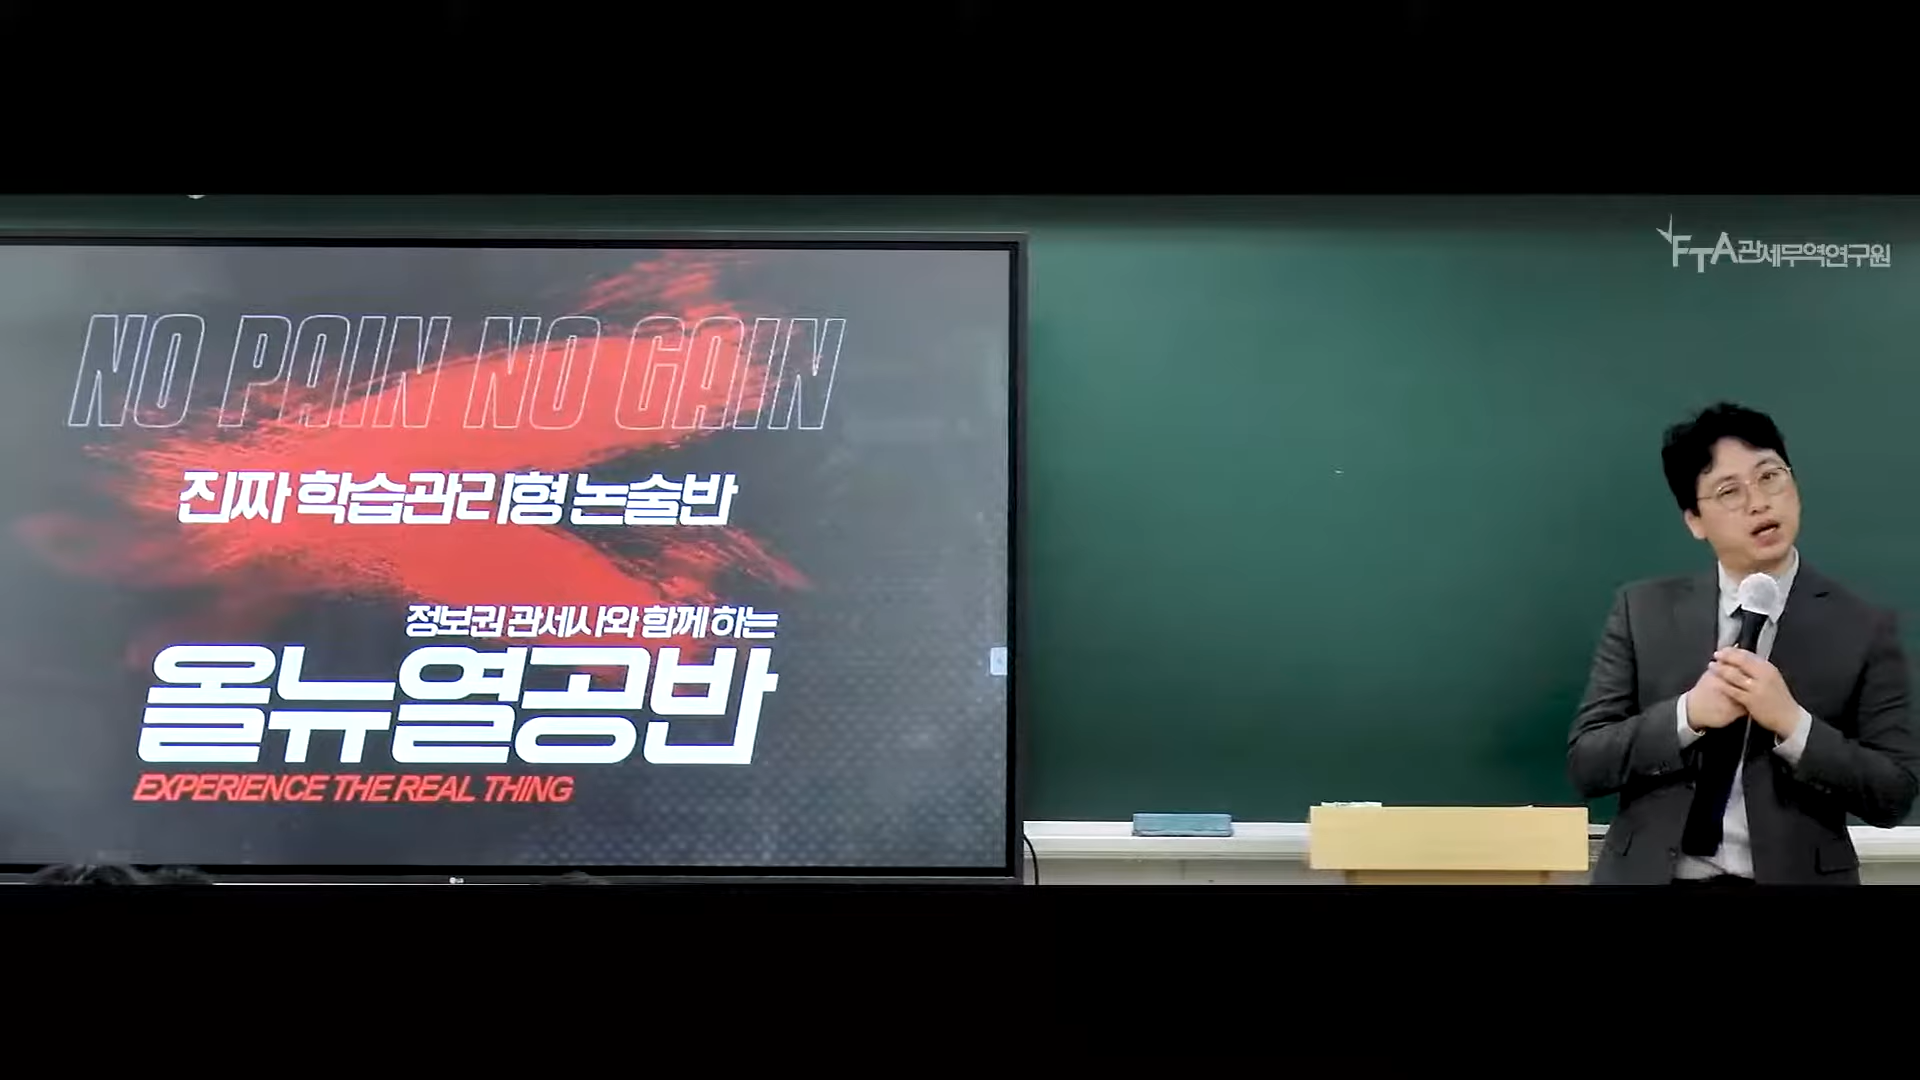 NO PAIN NO GAIN
진짜 학습관리형 논술반
정보권 관세사와 함께 하는
올뉴열공반
EXPERIENCE THE REAL THING
FTA관세무역연구원
LG